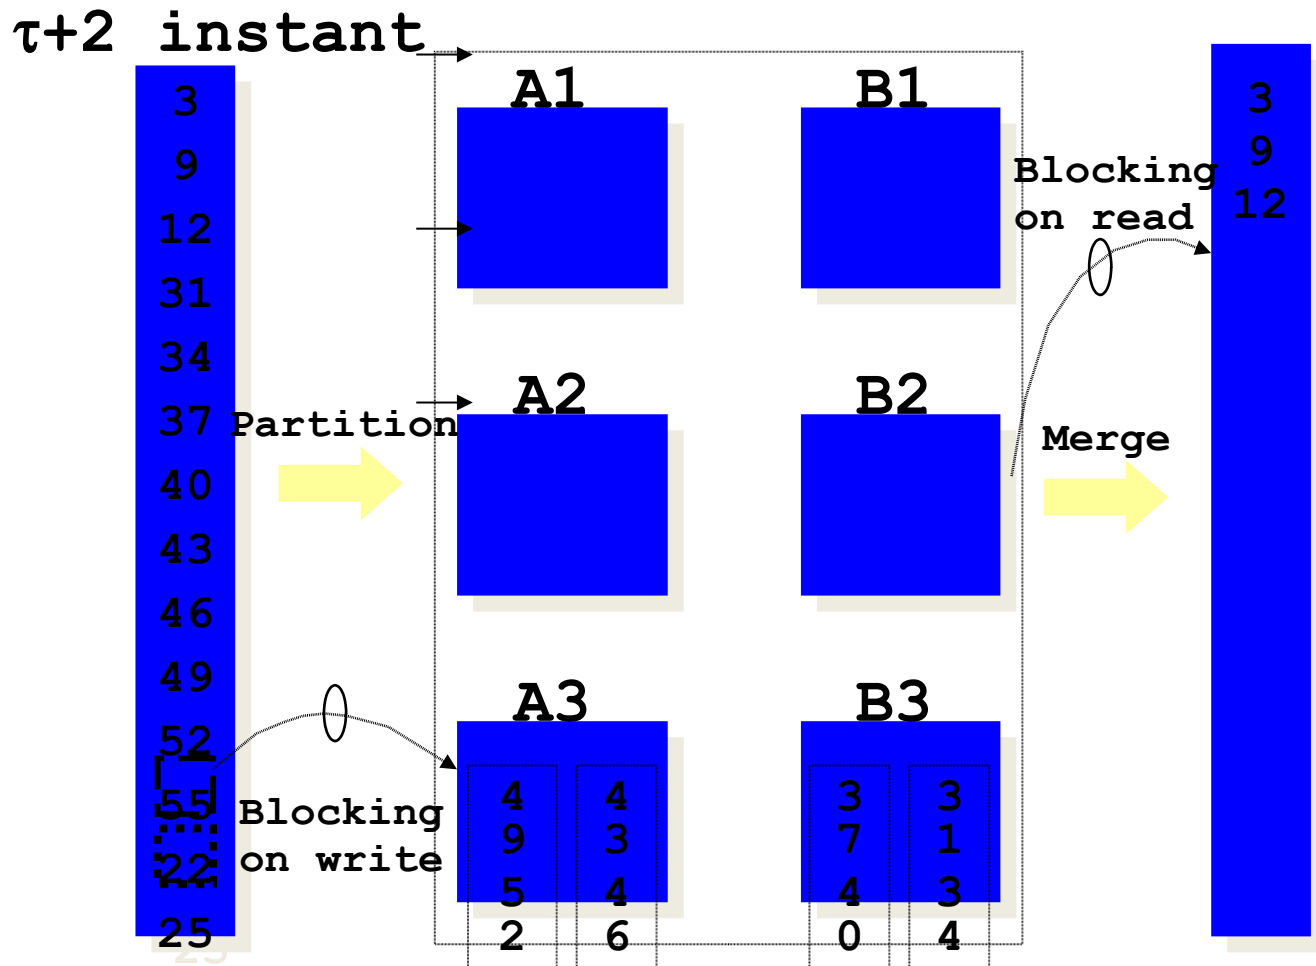 τ+2 instant
3
9
12
31
34
37
40
43
46
49
52
55
22
25
Partition
Blocking
on write
A1
B1
A2
B2
A3
B3
4 4 3 3
9 3 7 1
5 4 4 3
2 6 0 4
Blocking
on read
Merge
3
9
12